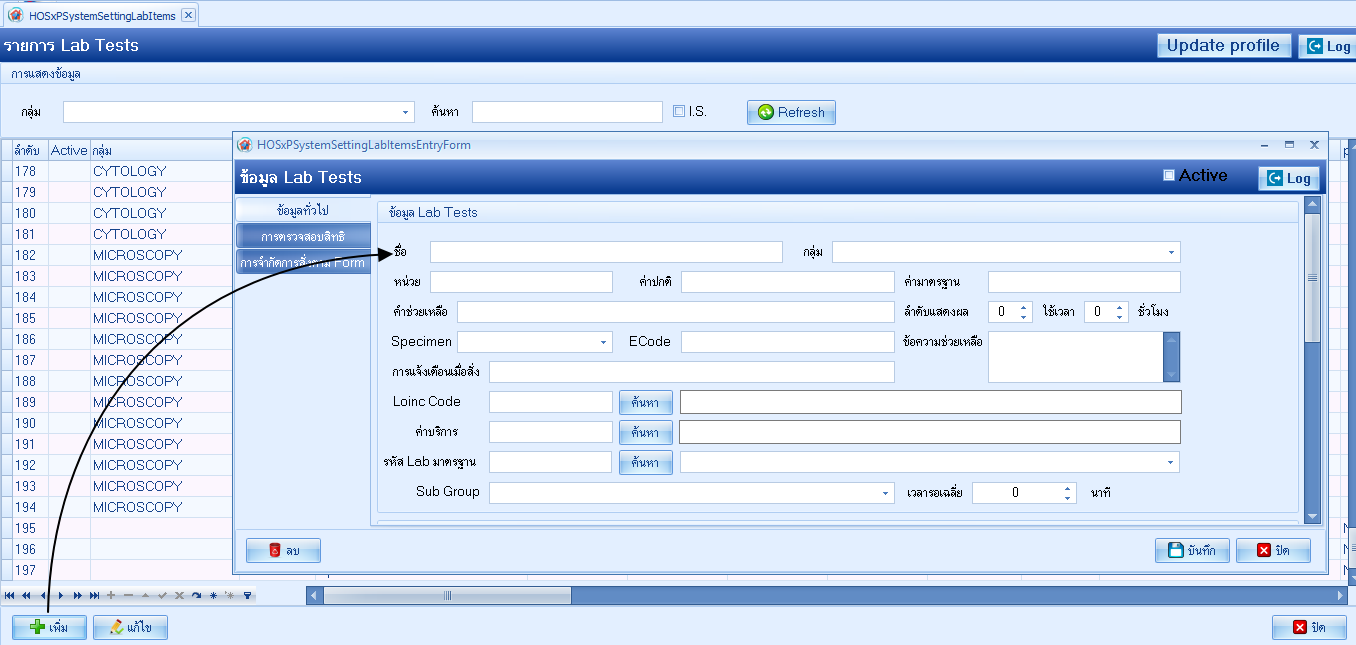 HOSxPSystemSettingLabItems
รายการ Lab Tests Update profile Log
การแสดงข้อมูล
กลุ่ม ค้นหา I.S. Refresh
HOSxPSystemSettingLabItemsEntryForm
ข้อมูล Lab Tests Active Log
ลำดับ Active กลุ่ม
178 CYTOLOGY
179 CYTOLOGY
180 CYTOLOGY
181 CYTOLOGY
182 MICROSCOPY
183 MICROSCOPY
184 MICROSCOPY
185 MICROSCOPY
186 MICROSCOPY
187 MICROSCOPY
188 MICROSCOPY
189 MICROSCOPY
190 MICROSCOPY
191 MICROSCOPY
192 MICROSCOPY
193 MICROSCOPY
194 MICROSCOPY
195
196
197
ข้อมูลทั่วไป
การตรวจสอบสิทธิ
การจำกัดการสั่งตาม Form
ข้อมูล Lab Tests
ชื่อ กลุ่ม
หน่วย ค่าปกติ ค่ามาตรฐาน
คำช่วยเหลือ ลำดับแสดงผล 0 ใช้เวลา 0 ชั่วโมง
Specimen ECode ข้อความช่วยเหลือ
การแจ้งเตือนเมื่อสั่ง
Loinc Code ค้นหา
ค่าบริการ ค้นหา
รหัส Lab มาตรฐาน ค้นหา
Sub Group เวลารอเฉลี่ย 0 นาที
ลบ บันทึก ปิด
เพิ่ม แก้ไข ปิด